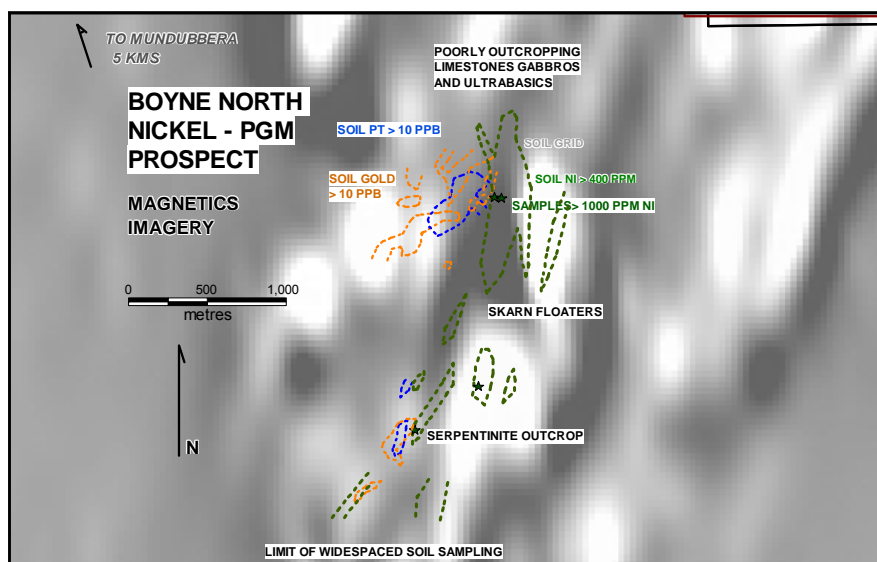 TO MUNDUBBERA
5 KMS
POORLY OUTCROPPING
LIMESTONES GABBROS
AND ULTRABASICS
BOYNE NORTH
NICKEL - PGM
PROSPECT
SOIL PT > 10 PPB
SOIL GRID
SOIL GOLD
> 10 PPB
SOIL NI > 400 PPM
MAGNETICS
IMAGERY
SAMPLES> 1000 PPM NI
0 500 1,000
metres
SKARN FLOATERS
N
SERPENTINITE OUTCROP
LIMIT OF WIDESPACED SOIL SAMPLING